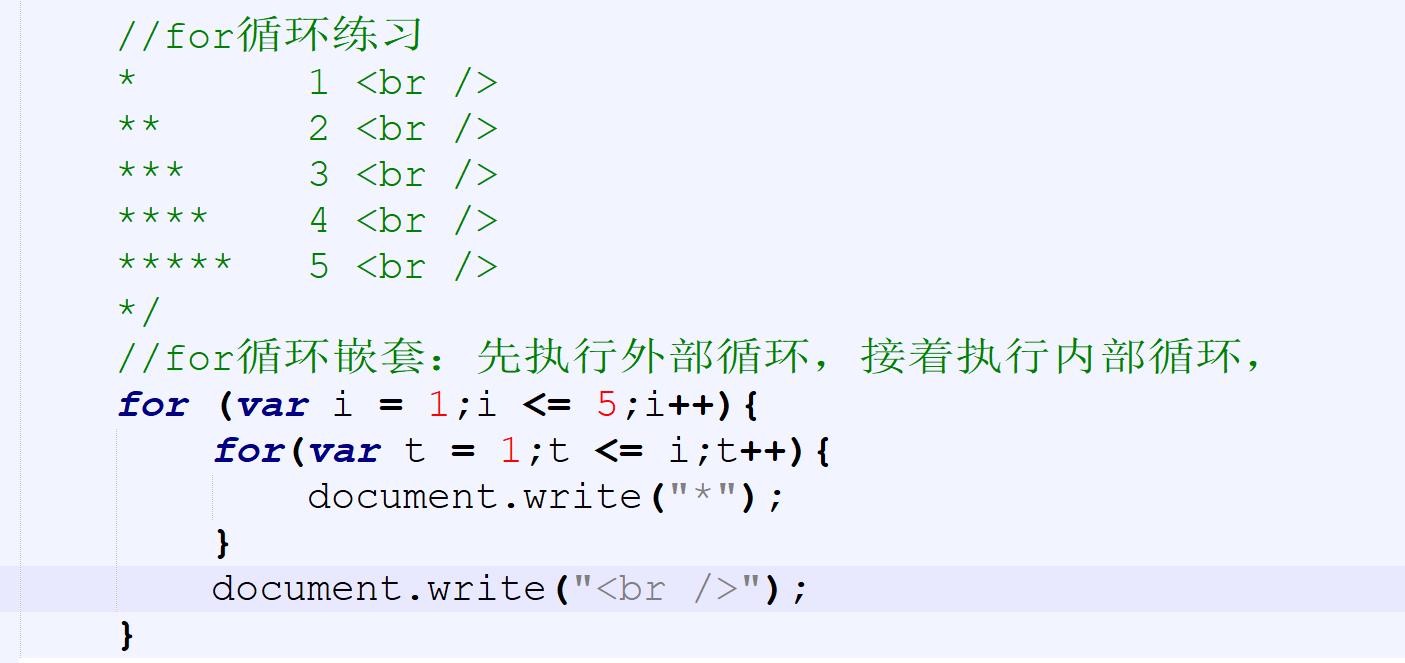 //for循环练习
*       1 <br />
**      2 <br />
***     3 <br />
****    4 <br />
*****   5 <br />
*/
//for循环嵌套：先执行外部循环，接着执行内部循环，
for (var i = 1;i <= 5;i++){
    for(var t = 1;t <= i;t++){
        document.write("*");
    }
    document.write("<br />");
}